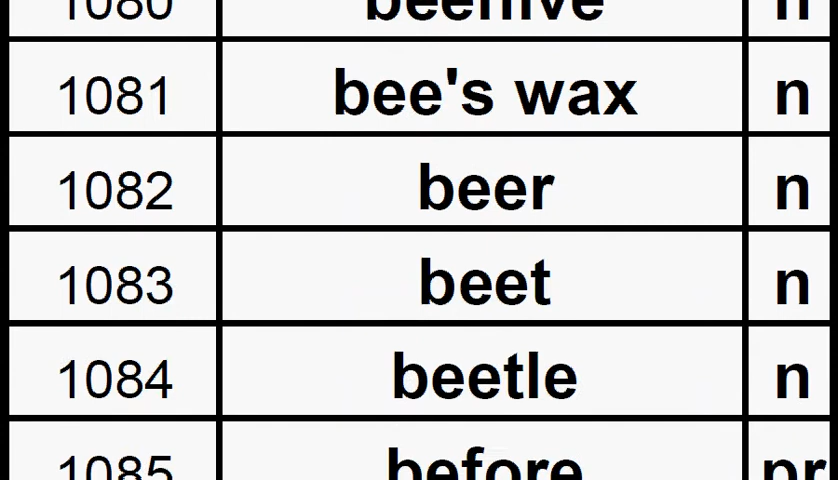 1080 beehive n
1081 bee's wax n
1082 beer n
1083 beet n
1084 beetle n
1085 before pr